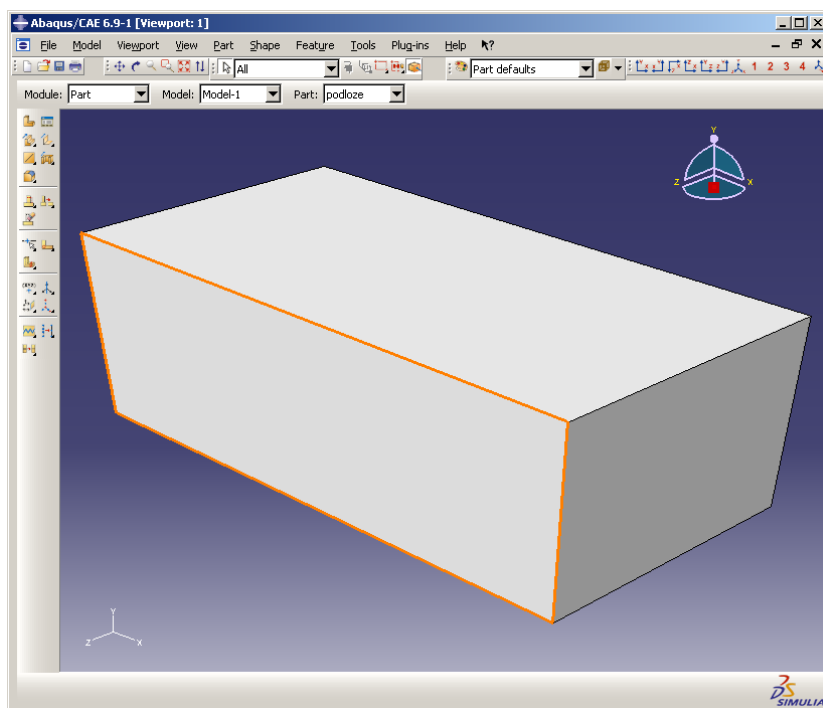 Abaqus/CAE 6.9-1 [Viewport: 1]
File Model Viewport View Part Shape Feature Tools Plug-ins Help
All Part defaults 1 2 3 4
Module: Part Model: Model-1 Part: podloze
Y
Z X
Y
Z X
DS SIMULIA